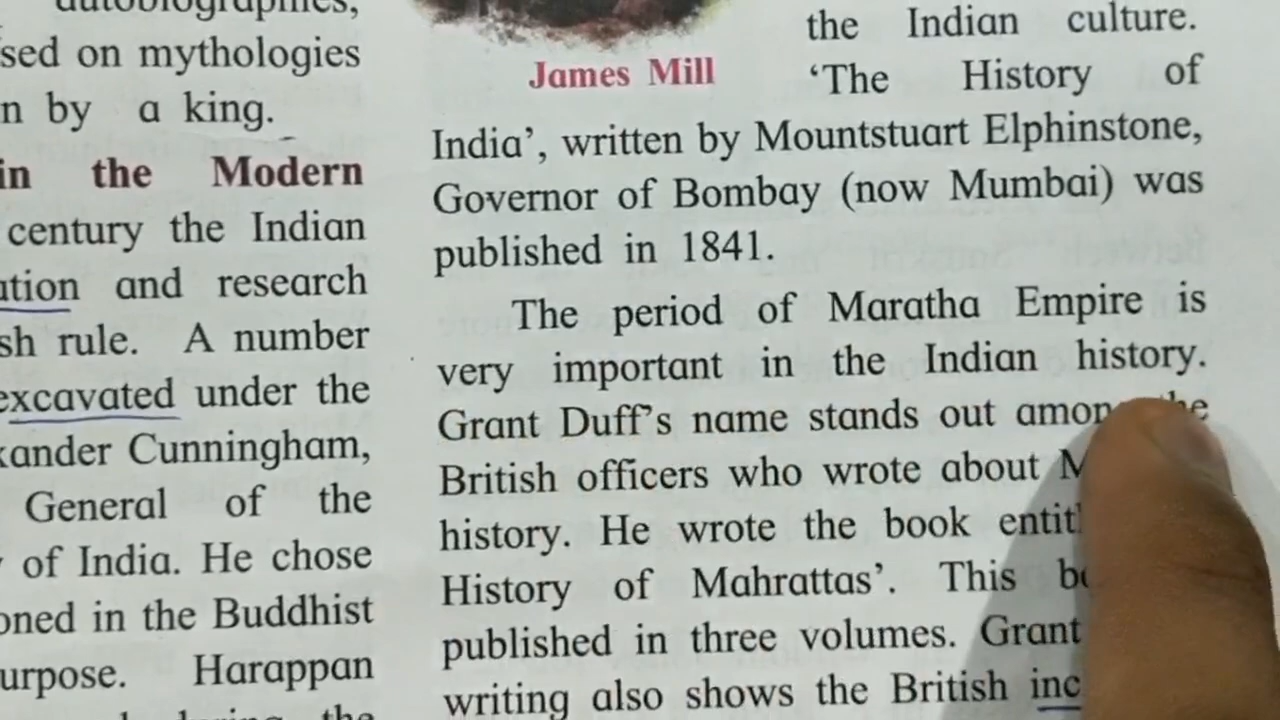 autobiographies,
sed on mythologies
n by a king.
in the Modern
century the Indian
ation and research
sh rule. A number
excavated under the
xander Cunningham,
General of the
of India. He chose
oned in the Buddhist
urpose. Harappan
the
James Mill
the Indian culture.
‘The History of
India’, written by Mountstuart Elphinstone,
Governor of Bombay (now Mumbai) was
published in 1841.
The period of Maratha Empire is
very important in the Indian history.
Grant Duff’s name stands out among the
British officers who wrote about M
history. He wrote the book entitl
History of Mahrattas’. This b
published in three volumes. Grant
writing also shows the British inc